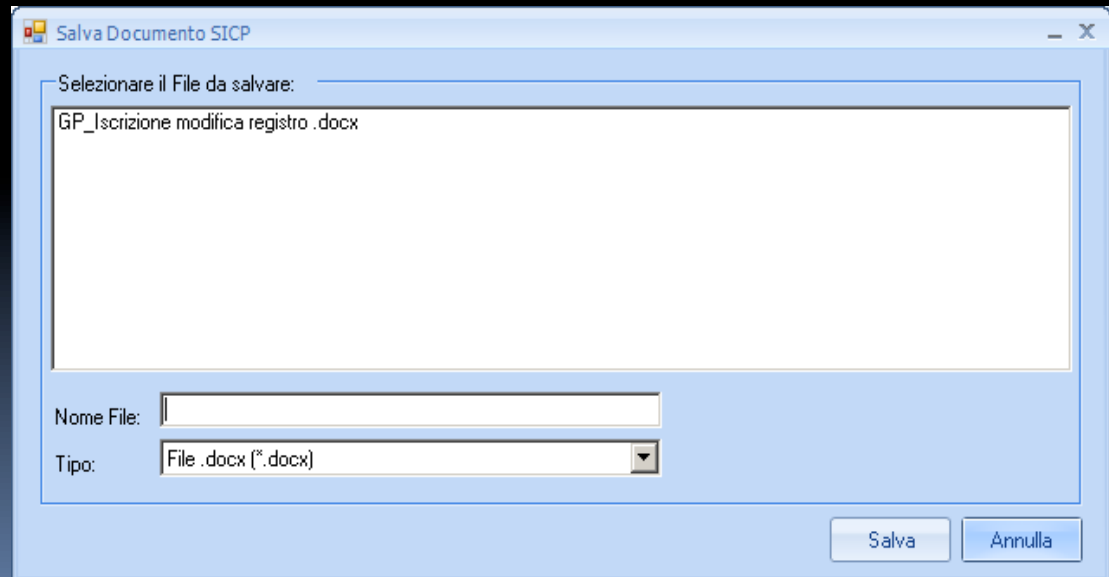 Salva Documento SICP
Selezionare il File da salvare:
GP_Iscrizione modifica registro .docx
Nome File:
Tipo:
File .docx (*.docx)
Salva
Annulla